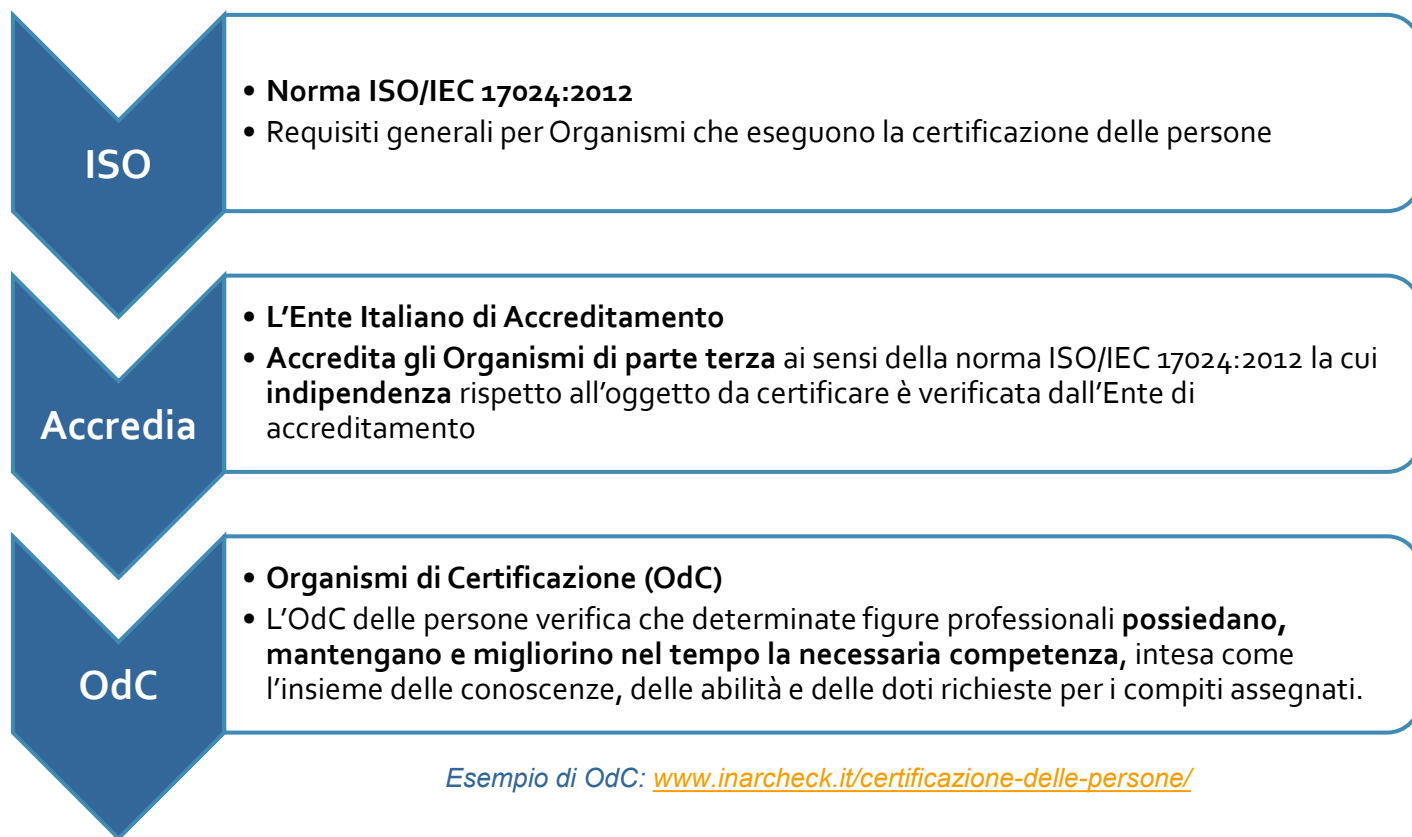 ISO
• Norma ISO/IEC 17024:2012
• Requisiti generali per Organismi che eseguono la certificazione delle persone
Accredia
• L’Ente Italiano di Accreditamento
• Accredita gli Organismi di parte terza ai sensi della norma ISO/IEC 17024:2012 la cui
indipendenza rispetto all’oggetto da certificare è verificata dall’Ente di
accreditamento
OdC
• Organismi di Certificazione (OdC)
• L’OdC delle persone verifica che determinate figure professionali possiedano,
mantengano e migliorino nel tempo la necessaria competenza, intesa come
l’insieme delle conoscenze, delle abilità e delle doti richieste per i compiti assegnati.
Esempio di OdC: www.inarcheck.it/certificazione-delle-persone/